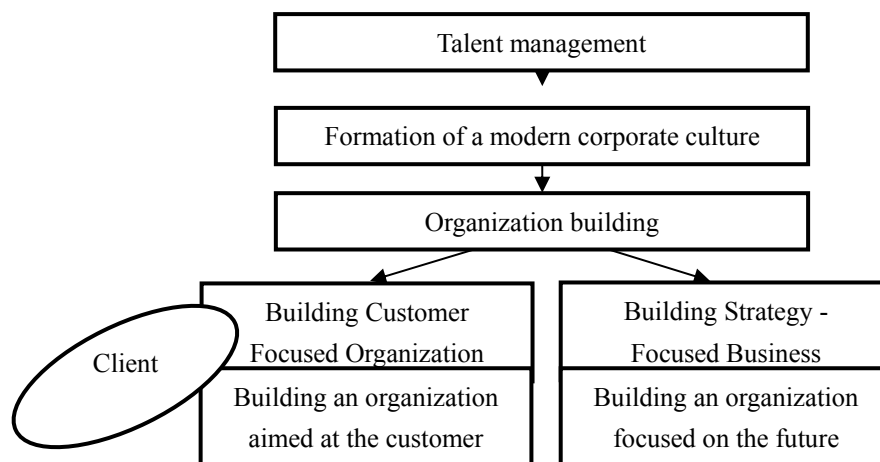 Talent management
Formation of a modern corporate culture
Organization building
Building Customer
Focused Organization
Building Strategy -
Focused Business
Client
Building an organization
aimed at the customer
Building an organization
focused on the future